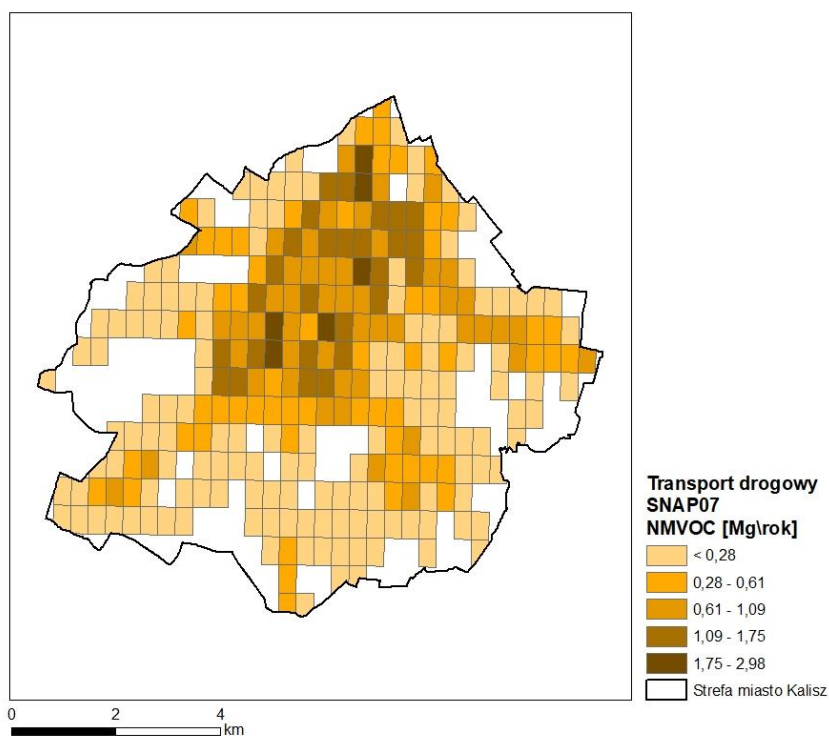 Transport drogowy
SNAP07
NMVOC [Mg\rok]
< 0,28
0,28 - 0,61
0,61 - 1,09
1,09 - 1,75
1,75 - 2,98
Strefa miasto Kalisz
0 2 4
km